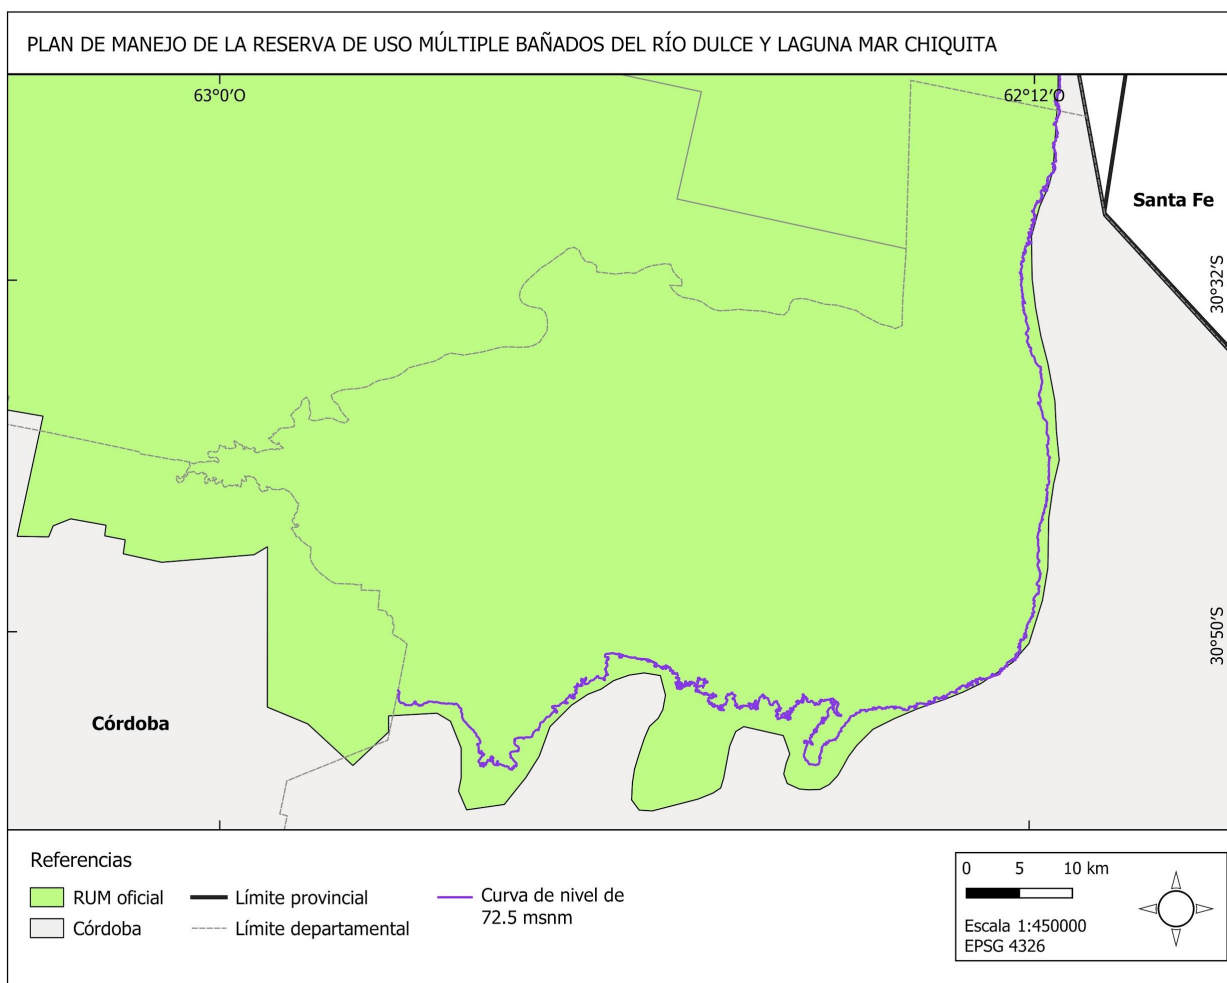 PLAN DE MANEJO DE LA RESERVA DE USO MÚLTIPLE BAÑADOS DEL RÍO DULCE Y LAGUNA MAR CHIQUITA
63°0'O
62°12'O
Santa Fe
30°32'S
30°50'S
Córdoba
Referencias
RUM oficial
Córdoba
Límite provincial
Límite departamental
Curva de nivel de
72.5 msnm
0 5 10 km
Escala 1:450000
EPSG 4326